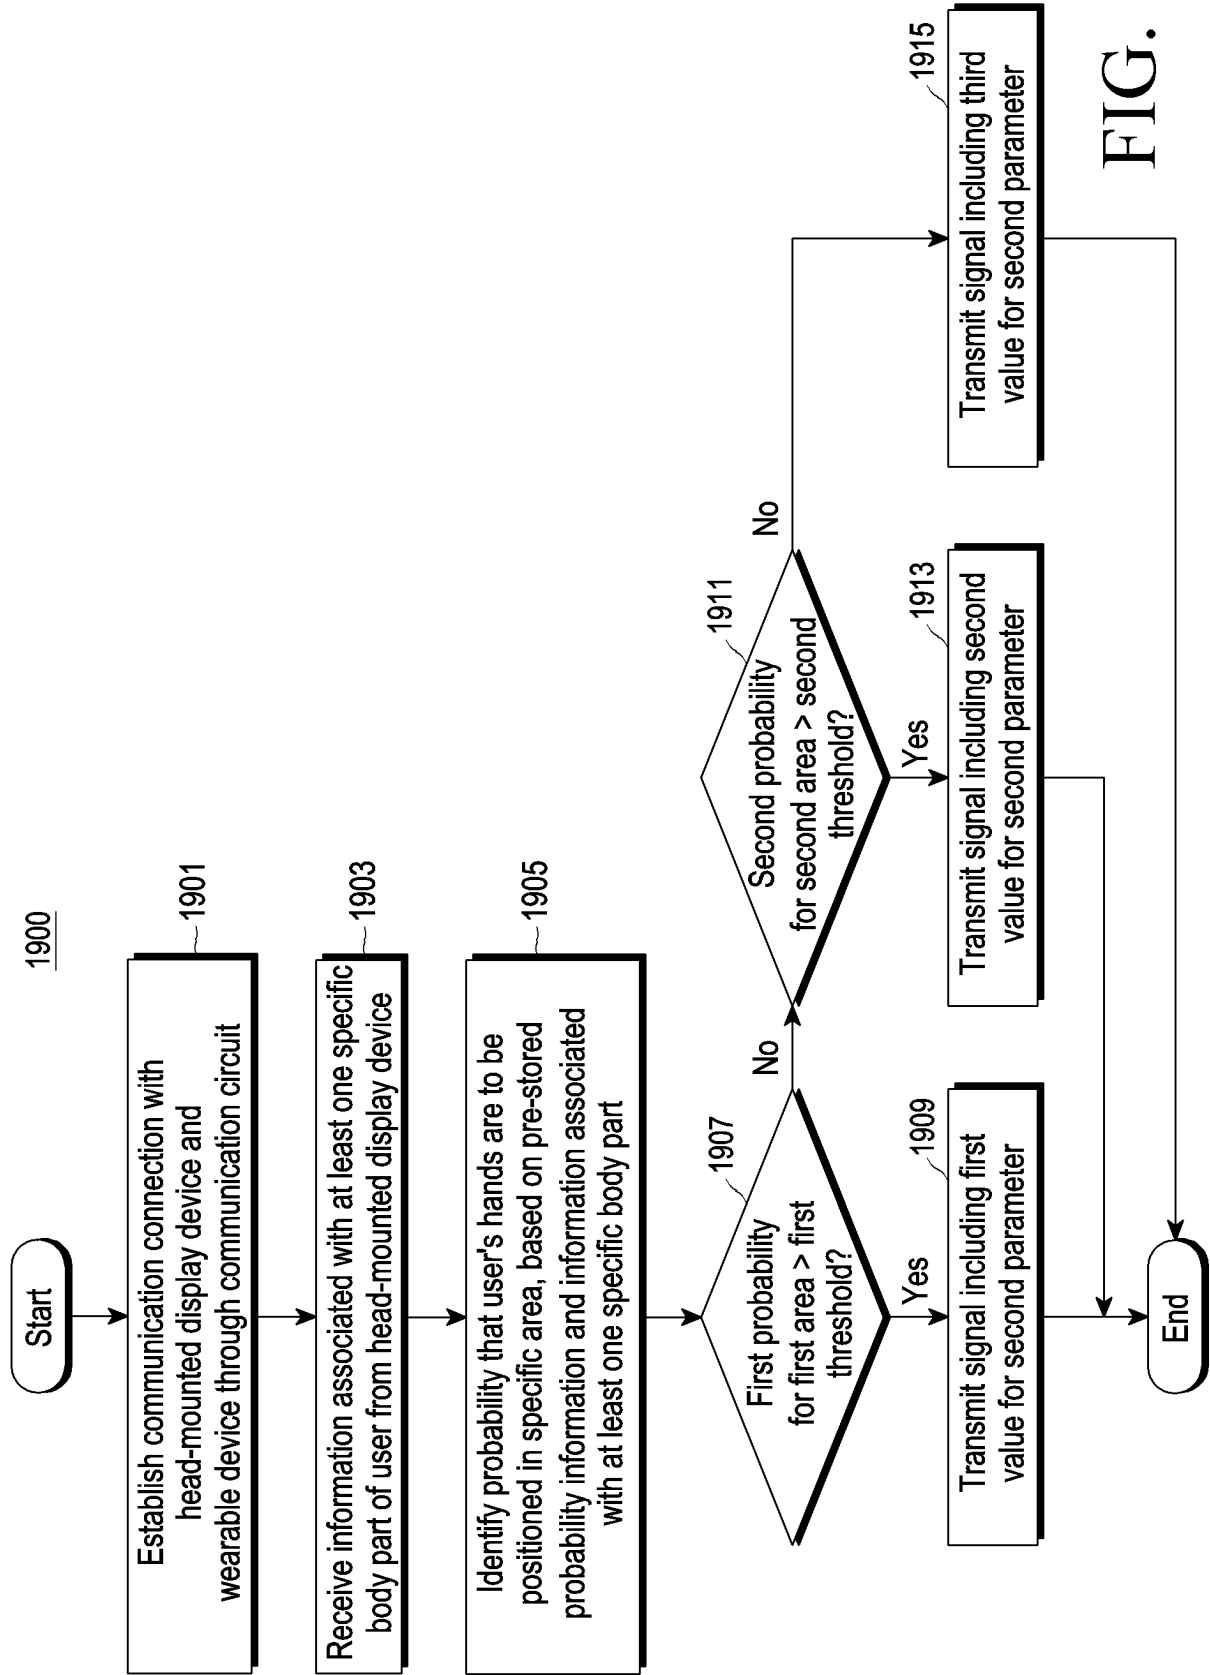 1900
Start
Establish communication connection with
head-mounted display device and
wearable device through communication circuit
1901
Receive information associated with at least one specific
body part of user from head-mounted display device
1903
Identify probability that user's hands are to be
positioned in specific area, based on pre-stored
probability information and information associated
with at least one specific body part
1905
First probability
for first area > first
threshold?
1907
No
Yes
Second probability
for second area > second
threshold?
1911
No
Yes
Transmit signal including first
value for second parameter
1909
Transmit signal including second
value for second parameter
1913
Transmit signal including third
value for second parameter
1915
End
FIG.